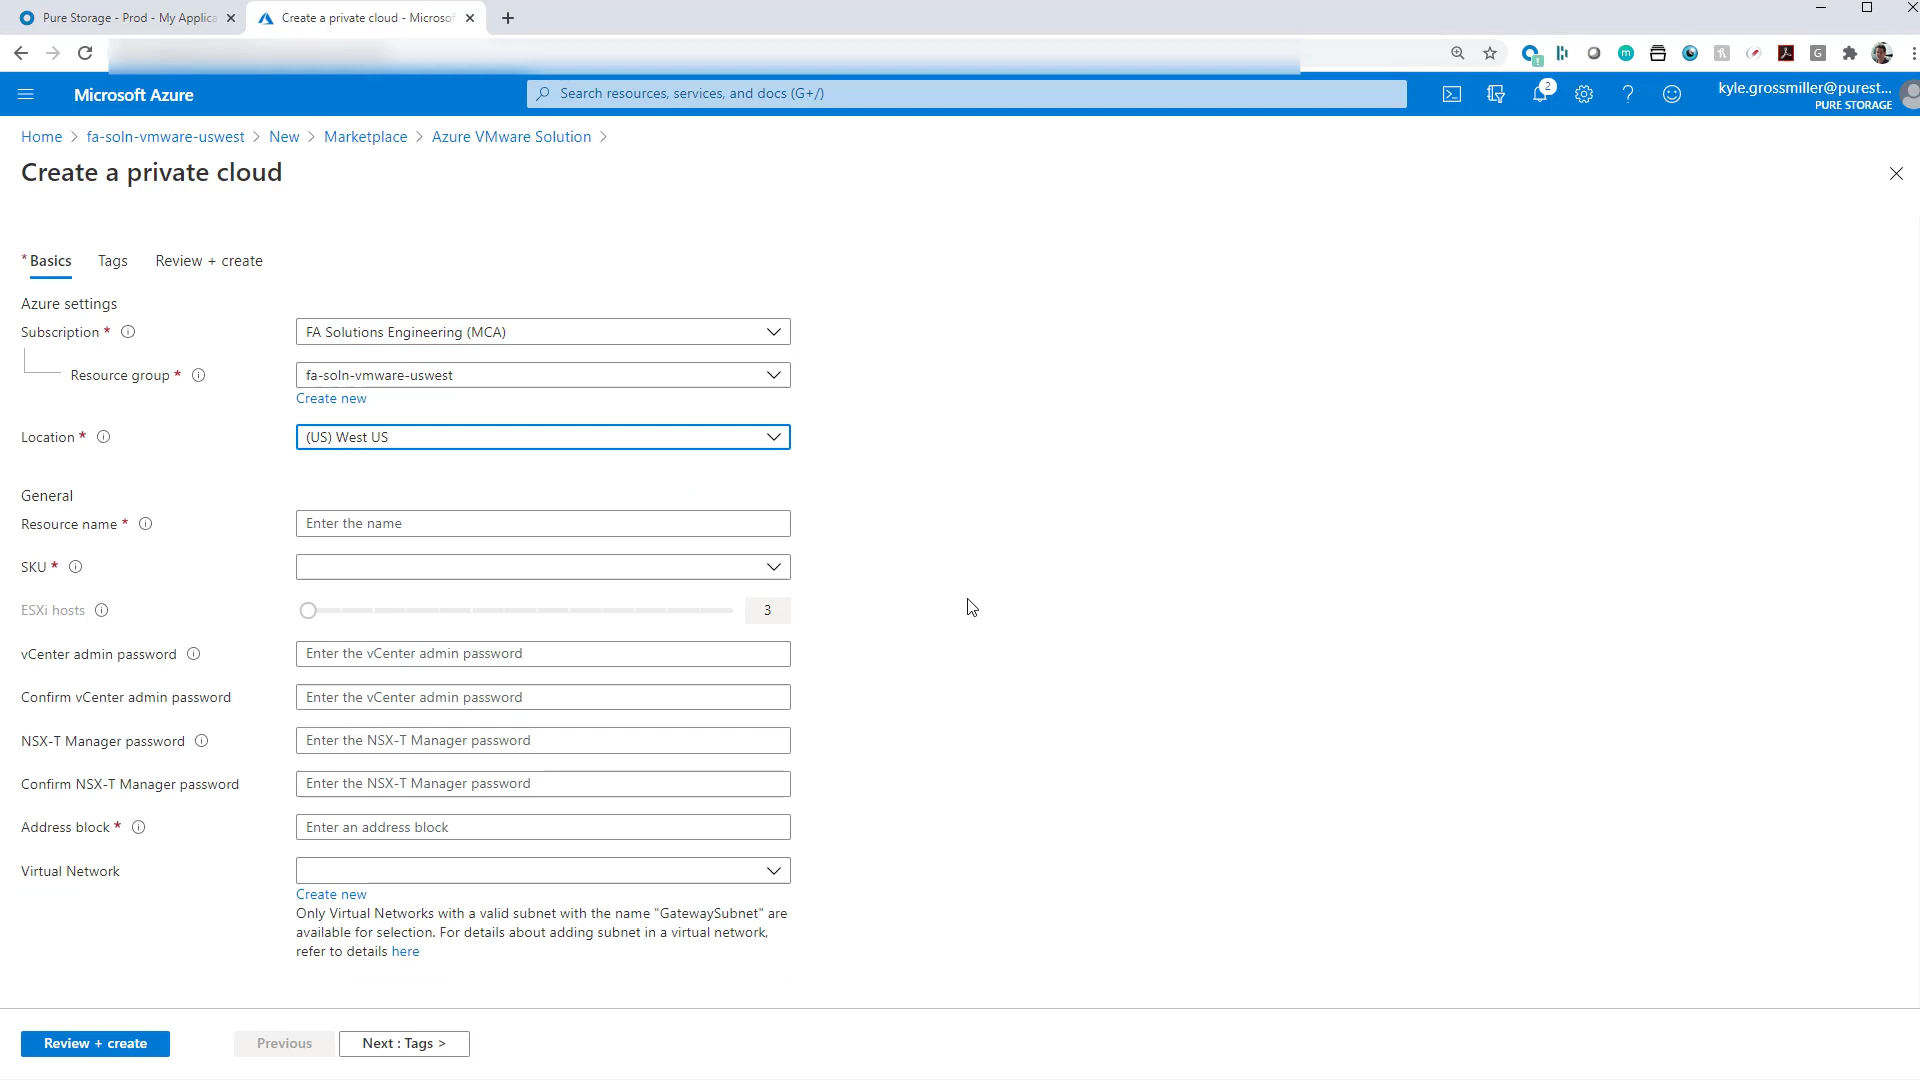 Pure Storage - Prod - My Applica
Create a private cloud - Microsof
Microsoft Azure
Search resources, services, and docs (G+/)
2
kyle.grossmiller@purest...
PURE STORAGE
Home > fa-soln-vmware-uswest > New > Marketplace > Azure VMware Solution >
Create a private cloud
* Basics
Tags
Review + create
Azure settings
Subscription *
FA Solutions Engineering (MCA)
Resource group *
fa-soln-vmware-uswest
Create new
Location *
(US) West US
General
Resource name *
Enter the name
SKU *
ESXi hosts
3
vCenter admin password
Enter the vCenter admin password
Confirm vCenter admin password
Enter the vCenter admin password
NSX-T Manager password
Enter the NSX-T Manager password
Confirm NSX-T Manager password
Enter the NSX-T Manager password
Address block *
Enter an address block
Virtual Network
Create new
Only Virtual Networks with a valid subnet with the name "GatewaySubnet" are
available for selection. For details about adding subnet in a virtual network,
refer to details here
Review + create
Previous
Next : Tags >